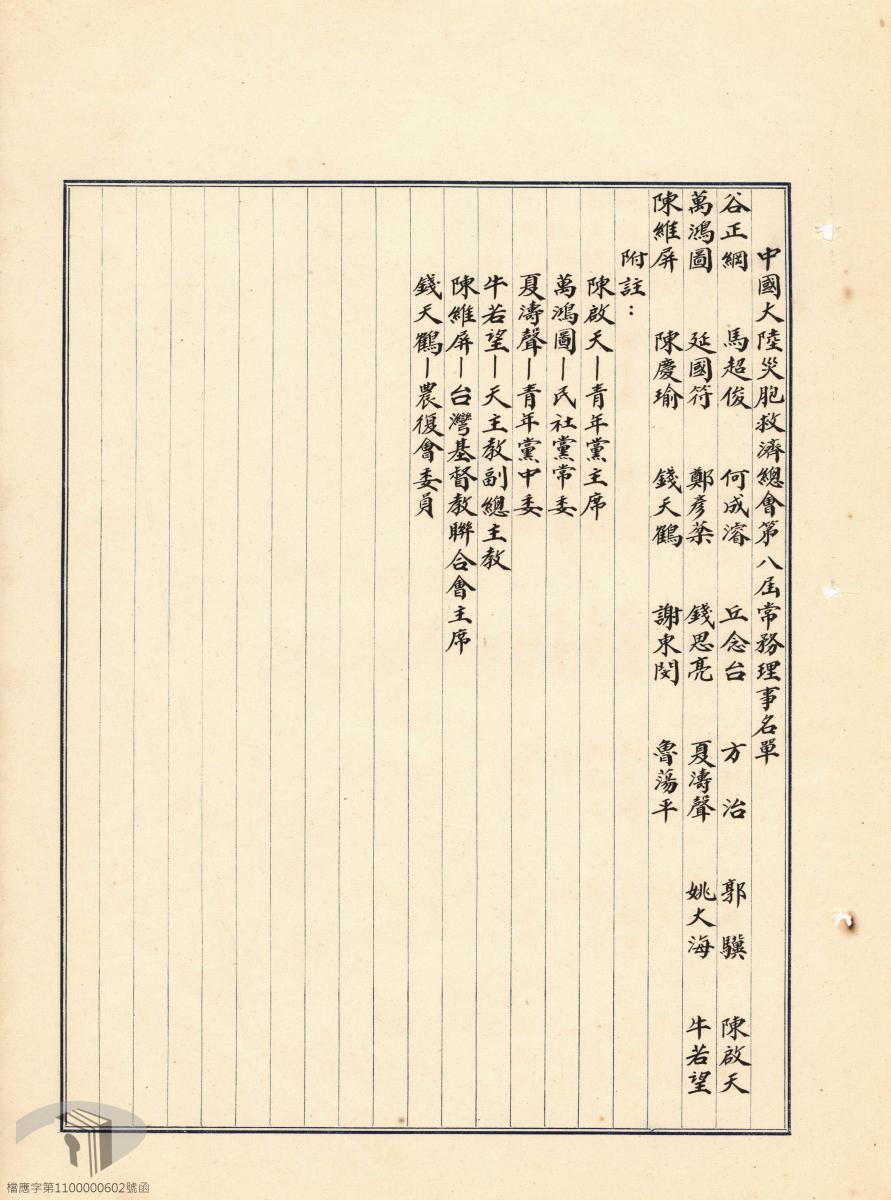 中國大陸災胞救濟總會第八屆常務理事名單
谷正綱 馬超俊 何成濬 丘念台 方治 郭驥 陳啟天
萬鴻圖 延國符 鄭彥棻 錢思亮 夏濤聲 姚大海 牛若望
陳維屏 陳慶瑜 錢天鶴 謝東閔 魯蕩平
附註：
陳啟天—青年黨主席
萬鴻圖—民社黨常委
夏濤聲—青年黨中委
牛若望—天主教副總主教
陳維屏—台灣基督教聯合會主席
錢天鶴—農復會委員
檔應字第1100000602號函